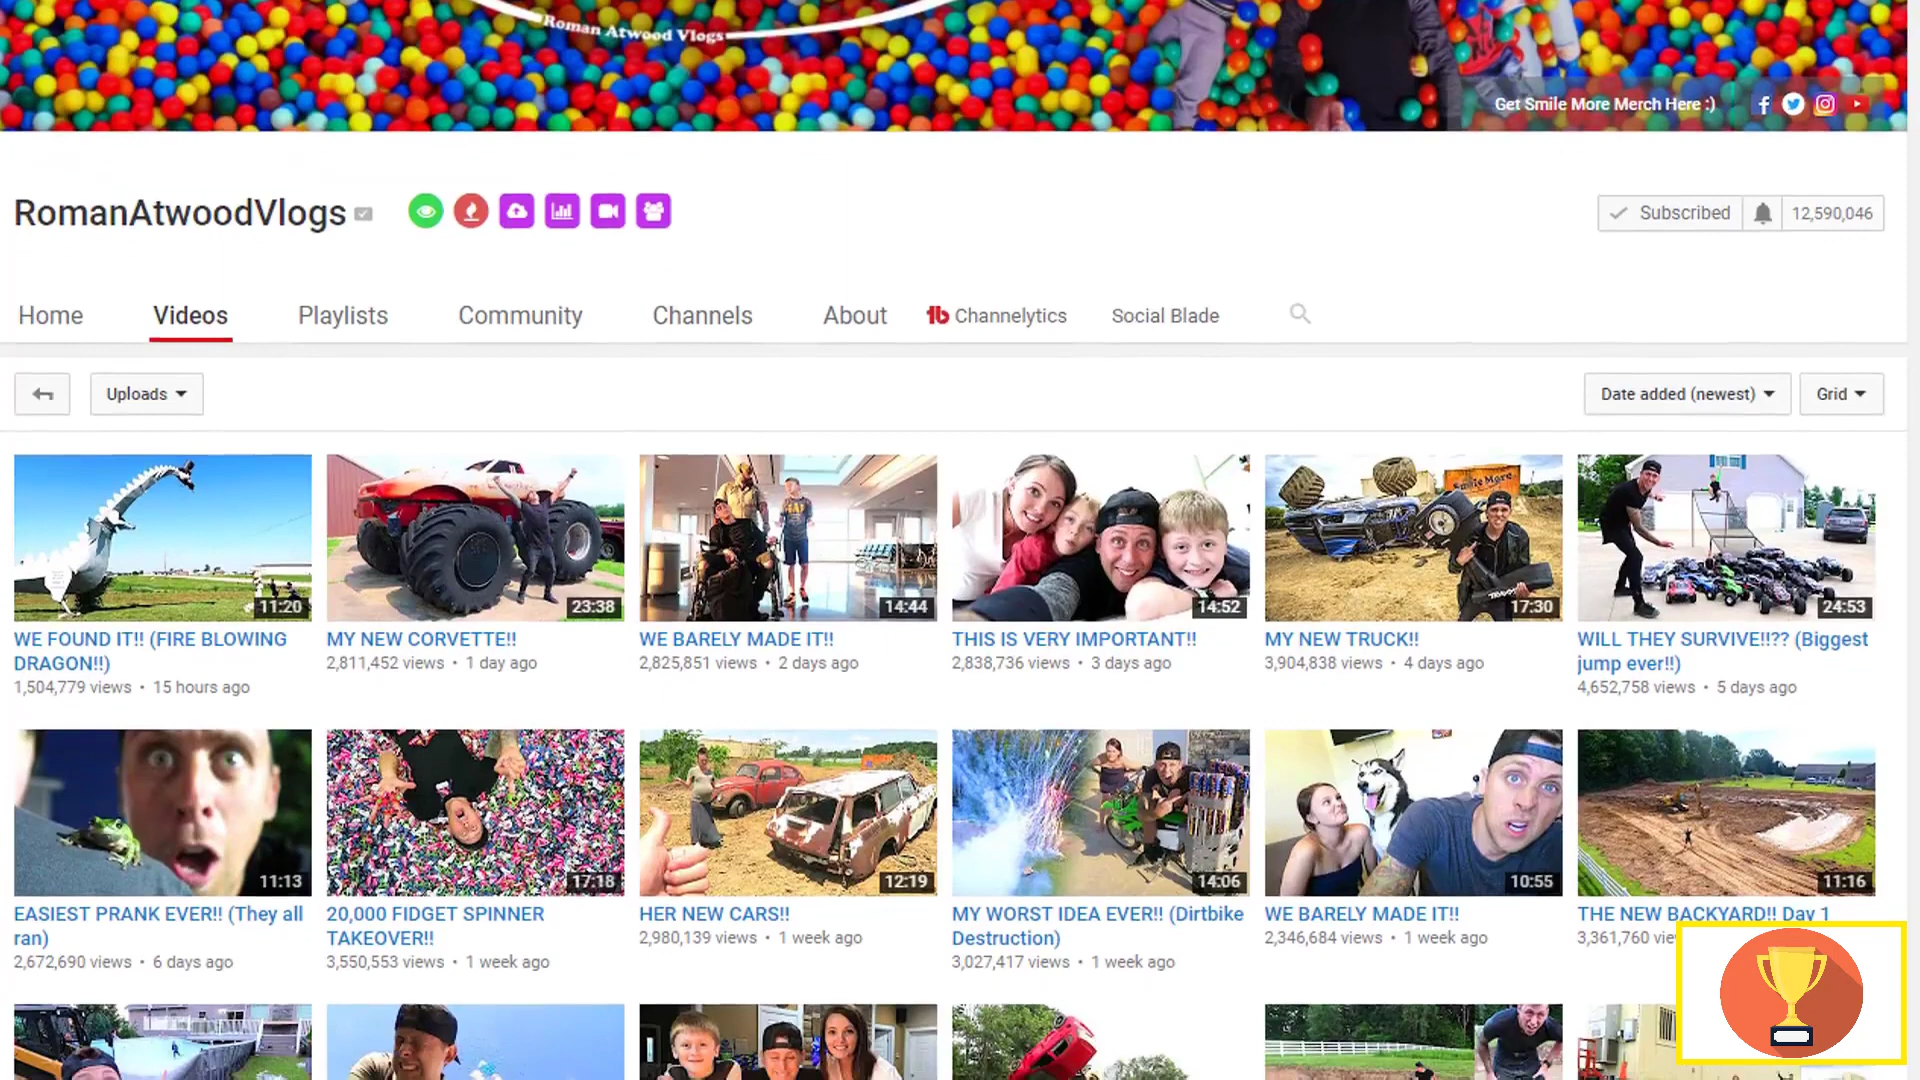 Roman Atwood Vlogs
Get Smile More Merch Here :)
RomanAtwoodVlogs
Subscribed
12,590,046
Home
Videos
Playlists
Community
Channels
About
Channelytics
Social Blade
Uploads
Date added (newest)
Grid
11:20
23:38
14:44
14:52
Smile More
17:30
24:53
WE FOUND IT!! (FIRE BLOWING
DRAGON!!)
1,504,779 views • 15 hours ago
MY NEW CORVETTE!!
2,811,452 views • 1 day ago
WE BARELY MADE IT!!
2,825,851 views • 2 days ago
THIS IS VERY IMPORTANT!!
2,838,736 views • 3 days ago
MY NEW TRUCK!!
3,904,838 views • 4 days ago
WILL THEY SURVIVE!!?? (Biggest
jump ever!!)
4,652,758 views • 5 days ago
11:13
17:18
12:19
14:06
10:55
11:16
EASIEST PRANK EVER!! (They all
ran)
2,672,690 views • 6 days ago
20,000 FIDGET SPINNER
TAKEOVER!!
3,550,553 views • 1 week ago
HER NEW CARS!!
2,980,139 views • 1 week ago
MY WORST IDEA EVER!! (Dirtbike
Destruction)
3,027,417 views • 1 week ago
WE BARELY MADE IT!!
2,346,684 views • 1 week ago
THE NEW BACKYARD!! Day 1
3,361,760